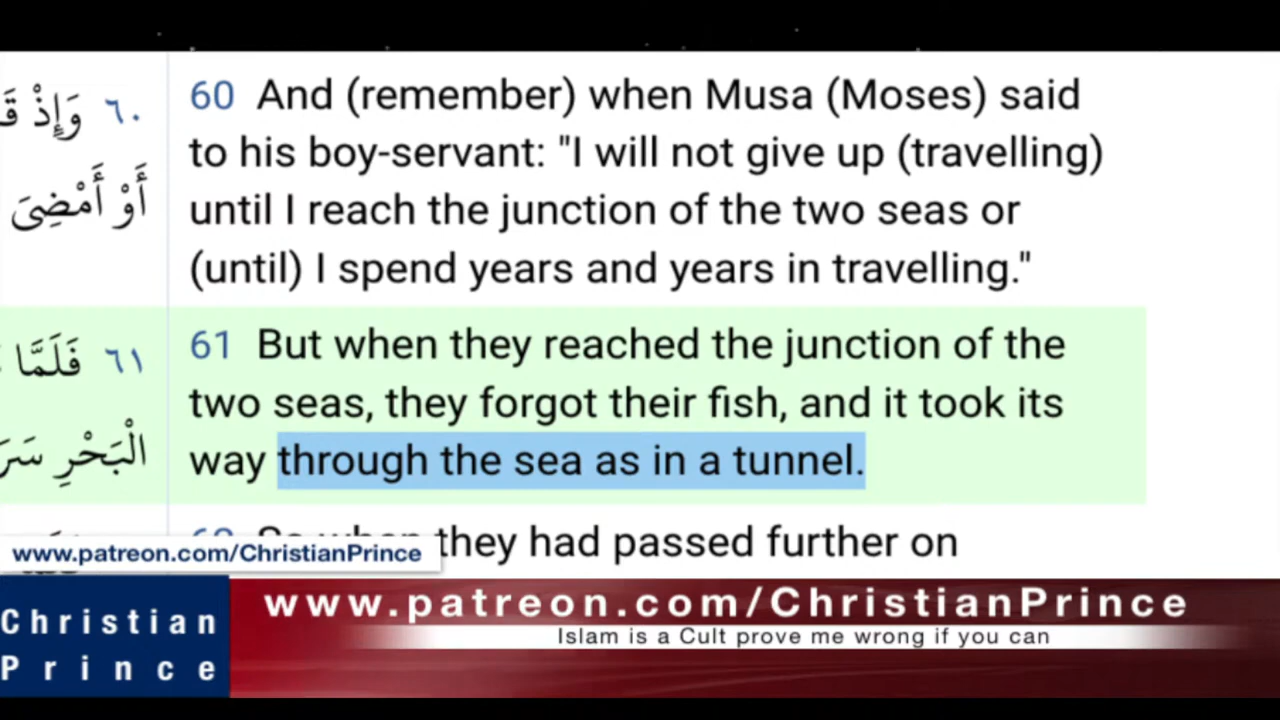 60 And (remember) when Musa (Moses) said
٦٠ وَإِذْ
to his boy-servant: "I will not give up (travelling)
until I reach the junction of the two seas or
أَوْ أَمْضِىَ
(until) I spend years and years in travelling."
61 But when they reached the junction of the
٦١ فَلَمَّا
two seas, they forgot their fish, and it took its
way through the sea as in a tunnel.
الْبَحْرِ
they had passed further on
www.patreon.com/ChristianPrince
www.patreon.com/ChristianPrince
Islam is a Cult prove me wrong if you can
Christian
Prince